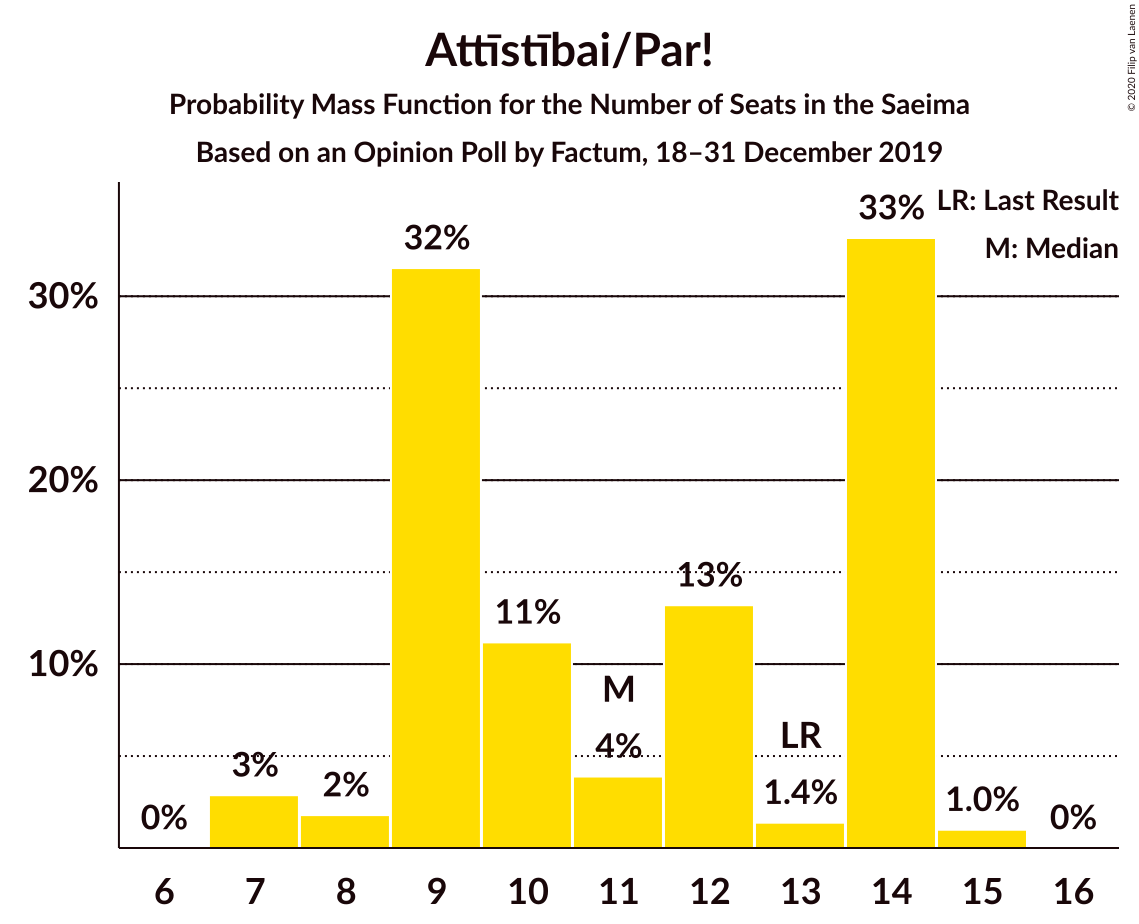 Attīstībai/Par!
Probability Mass Function for the Number of Seats in the Saeima
Based on an Opinion Poll by Factum, 18–31 December 2019
© 2020 Filip van Laenen
LR: Last Result
M: Median
30%
20%
10%
0%
3%
2%
32%
11%
M
4%
13%
LR
1.4%
33%
1.0%
0%
6 7 8 9 10 11 12 13 14 15 16